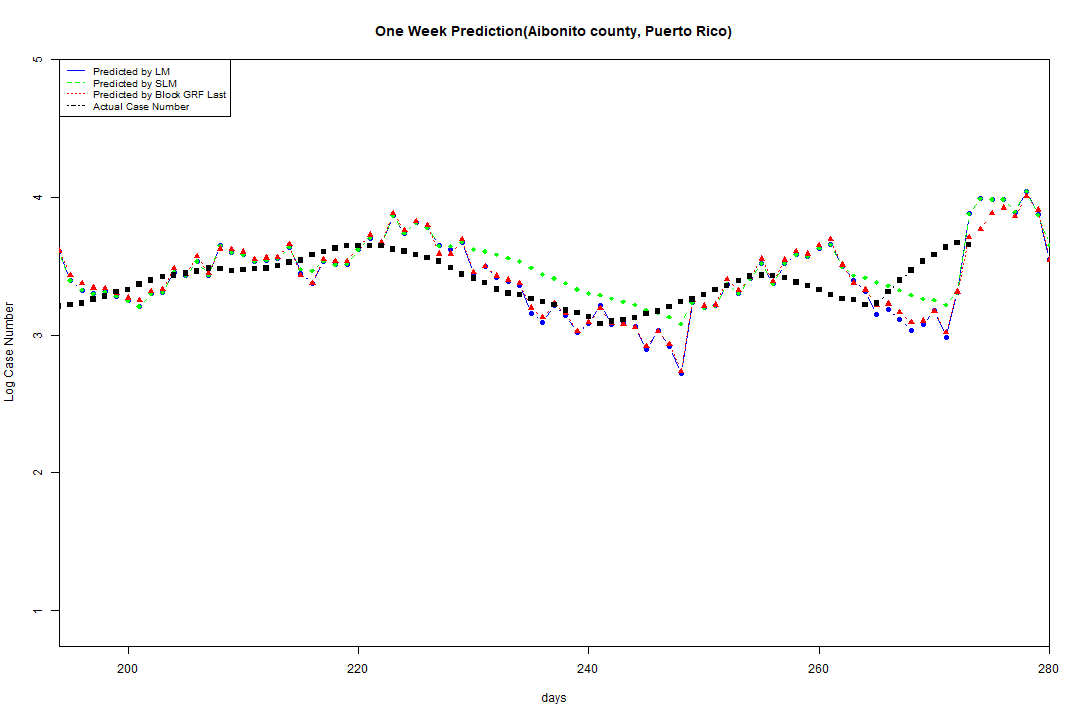 One Week Prediction(Aibonito county, Puerto Rico)
Predicted by LM
Predicted by SLM
Predicted by Block GRF Last
Actual Case Number
5
4
3
2
1
Log Case Number
200 220 240 260 280
days